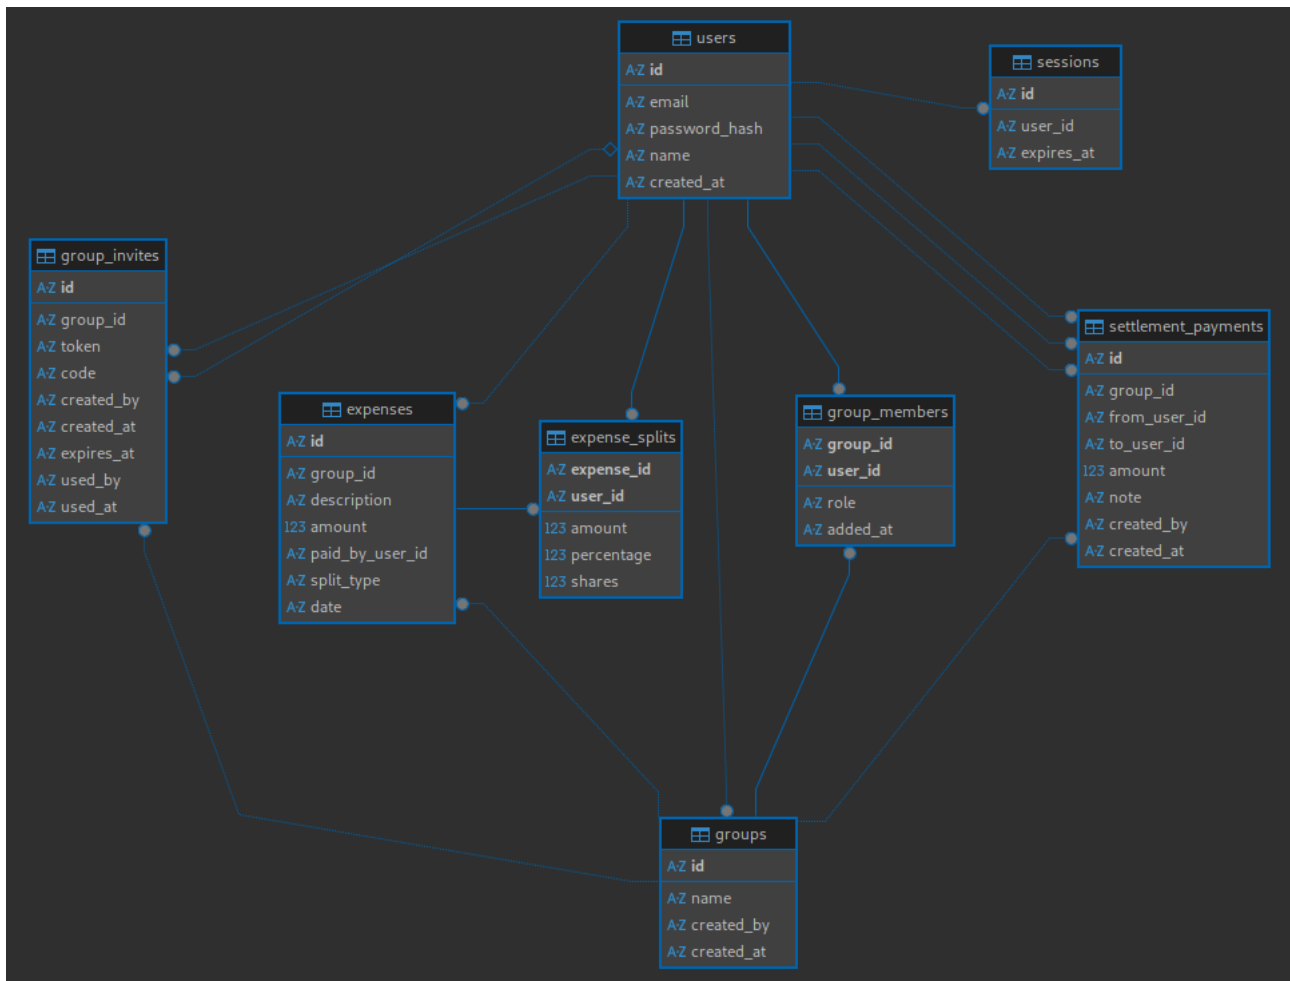 users
A-Z id
A-Z email
A-Z password_hash
A-Z name
A-Z created_at
sessions
A-Z id
A-Z user_id
A-Z expires_at
group_invites
A-Z id
A-Z group_id
A-Z token
A-Z code
A-Z created_by
A-Z created_at
A-Z expires_at
A-Z used_by
A-Z used_at
expenses
A-Z id
A-Z group_id
A-Z description
123 amount
A-Z paid_by_user_id
A-Z split_type
A-Z date
expense_splits
A-Z expense_id
A-Z user_id
123 amount
123 percentage
123 shares
group_members
A-Z group_id
A-Z user_id
A-Z role
A-Z added_at
settlement_payments
A-Z id
A-Z group_id
A-Z from_user_id
A-Z to_user_id
123 amount
A-Z note
A-Z created_by
A-Z created_at
groups
A-Z id
A-Z name
A-Z created_by
A-Z created_at